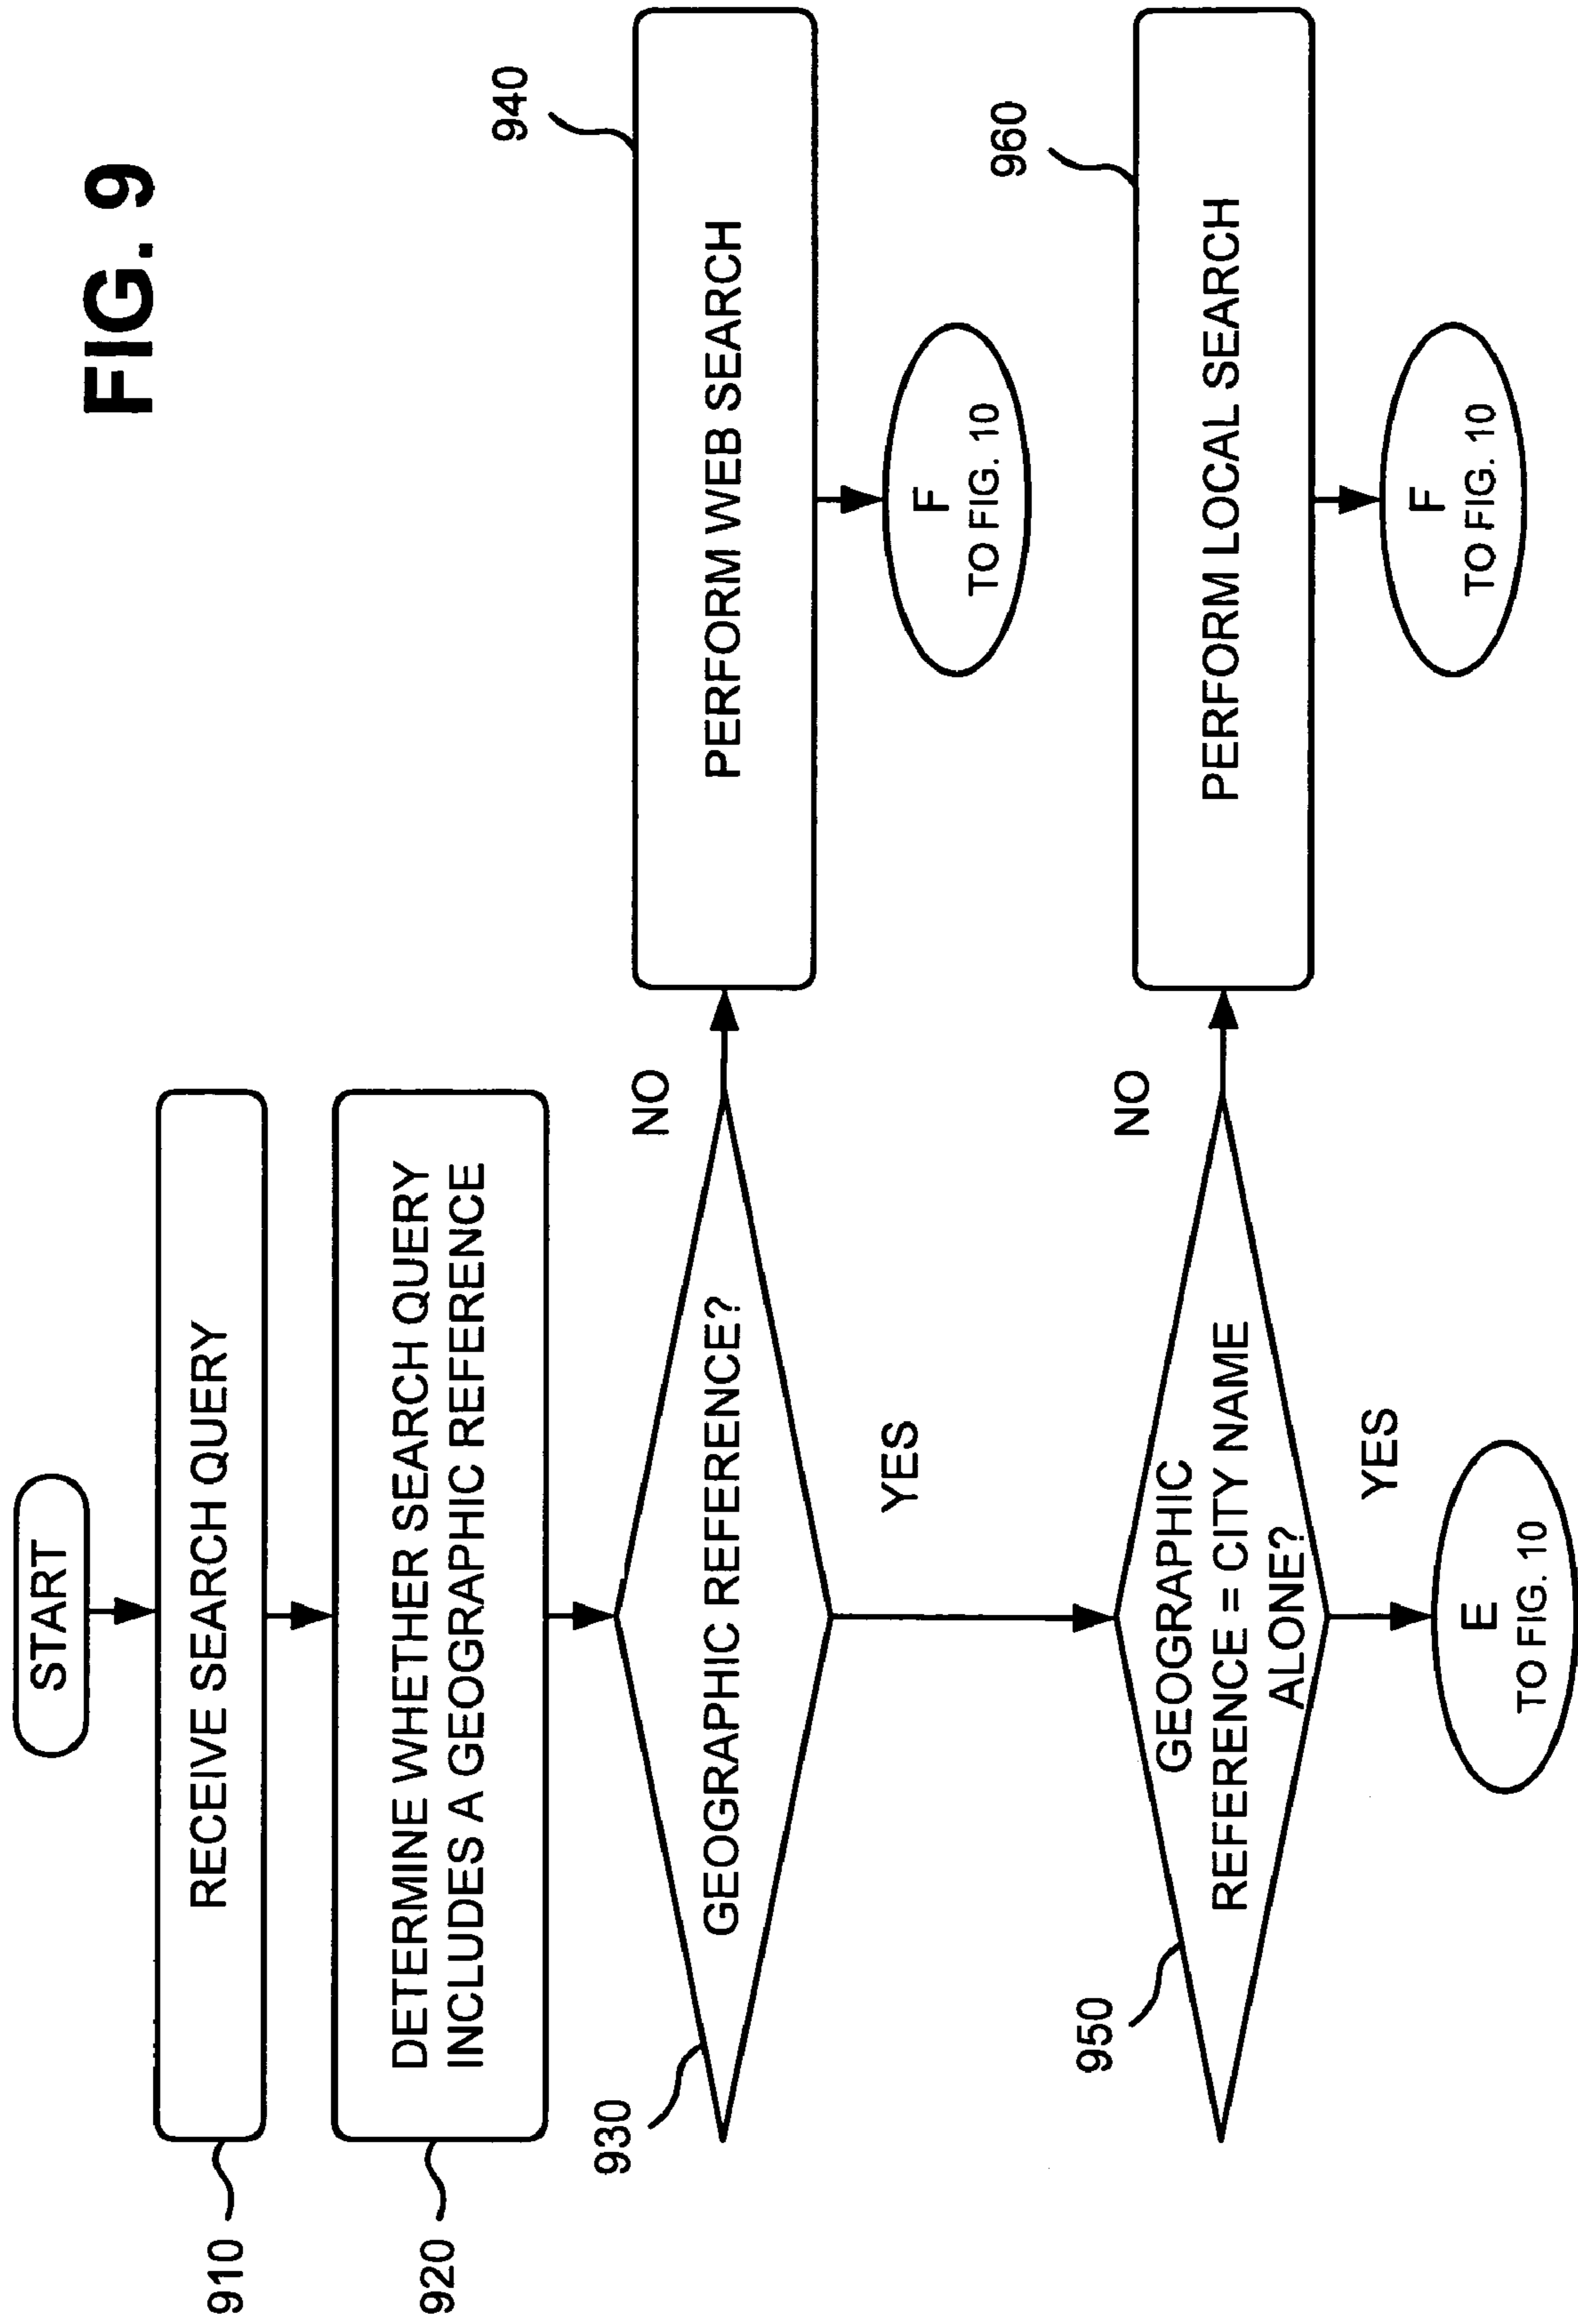 FIG. 9
START
RECEIVE SEARCH QUERY
910
DETERMINE WHETHER SEARCH QUERY
INCLUDES A GEOGRAPHIC REFERENCE
920
GEOGRAPHIC REFERENCE?
930
NO
PERFORM WEB SEARCH
940
F
TO FIG. 10
YES
GEOGRAPHIC
REFERENCE = CITY NAME
ALONE?
950
NO
PERFORM LOCAL SEARCH
960
F
TO FIG. 10
YES
E
TO FIG. 10